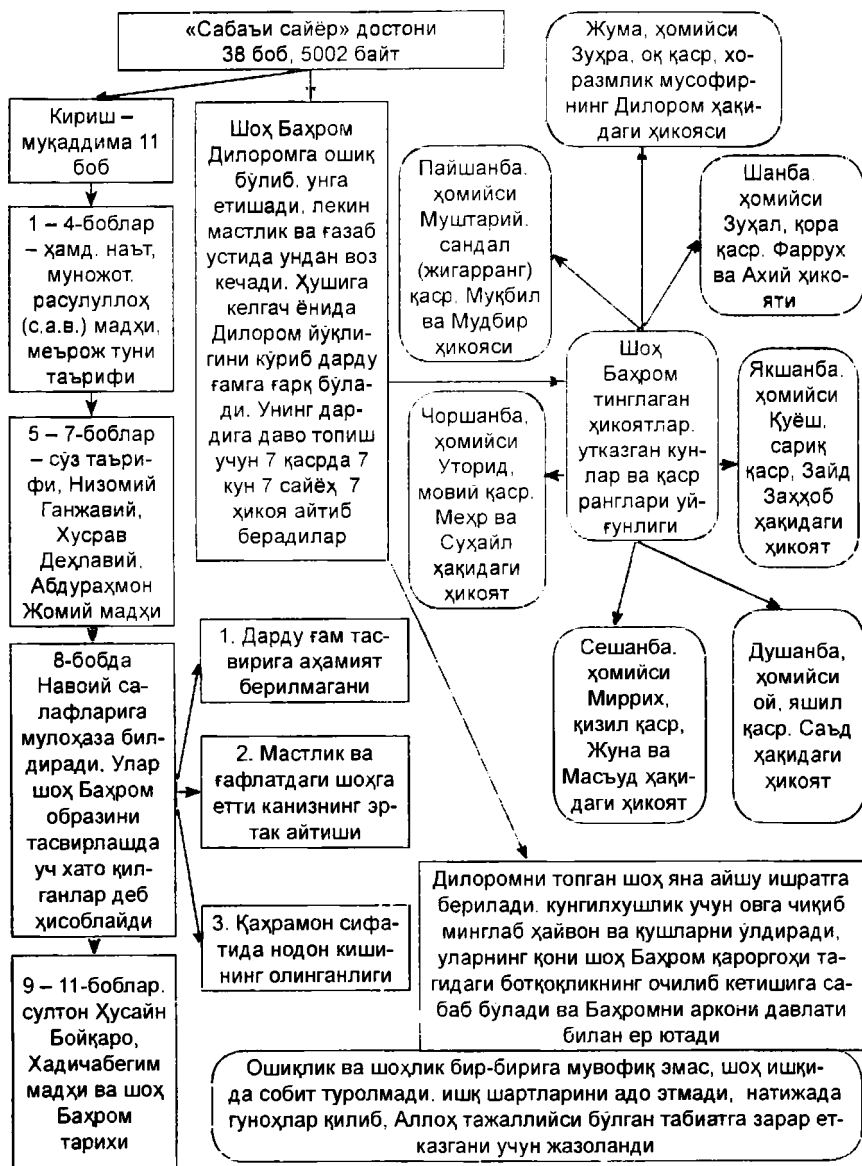 «Сабаъи сайёр» достони
38 боб, 5002 байт
Кириш –
муқаддима 11
боб
1 – 4-боблар
– ҳамд. наът,
муножот.
расулуллоҳ
(с.а.в.) мадҳи,
меърож туни
таърифи
5 – 7-боблар
– сўз таъри-
фи, Низомий
Ганжавий,
Хусрав
Деҳлавий.
Абдураҳмон
Жомий мадҳи
8-бобда
Навоий са-
лафларига
мулоҳаза бил-
диради. Улар
шоҳ Баҳром
образини
тасвирлашда
уч хато қил-
ганлар деб
ҳисоблайди
9 – 11-боблар.
султон Ҳусайн
Бойқаро,
Хадичабегим
мадҳи ва шоҳ
Баҳром
тарихи
Шоҳ Баҳром
Дилоромга ошиқ
бўлиб. унга
етишади, лекин
мастлик ва ғазаб
устида ундан воз
кечади. Ҳушига
келгач ёнида
Дилором йўқли-
гини кўриб дарду
ғамга ғарқ бўла-
ди. Унинг дар-
дига даво топиш
учун 7 қасрда 7
кун 7 сайёҳ 7
ҳикоя айтиб
берадилар
1. Дарду ғам тас-
вирига аҳамият
берилмагани
2. Мастлик ва
ғафлатдаги шоҳга
етти канизнинг эр-
так айтиши
3. Қаҳрамон сифа-
тида нодон киши-
нинг олинганлиги
Жума, ҳомийси
Зуҳра, оқ қаср, хо-
размлик мусофир-
нинг Дилором ҳақи-
даги ҳикояси
Пайшанба.
ҳомийси
Муштарий.
сандал
(жигарранг)
қаср. Муқбил
ва Мудбир
ҳикояси
Шанба.
ҳомийси
Зуҳал, қора
қаср. Фаррух
ва Ахий ҳико-
яти
Шоҳ
Баҳром
тинглаган
ҳикоятлар.
утказган кун-
лар ва қаср
ранглари уй-
ғунлиги
Чоршанба,
ҳомийси
Уторид,
мовий қаср.
Меҳр ва
Суҳайл
ҳақидаги
ҳикоят
Якшанба.
ҳомийси
Қуёш,
сариқ
қаср, Зайд
Заҳҳоб
ҳақидаги
ҳикоят
Сешанба.
ҳомийси
Миррих,
қизил қаср,
Жуна ва
Масъуд ҳақи-
даги ҳикоят
Душанба,
ҳомийси
ой, яшил
қаср. Саъд
ҳақидаги
ҳикоят
Дилоромни топган шоҳ яна айшу ишратга
берилади. кунгилхушлик учун овга чиқиб
минглаб ҳайвон ва қушларни ўлдиради,
уларнинг қони шоҳ Баҳром қароргоҳи та-
гидаги ботқоқликнинг очилиб кетишига са-
баб бўлади ва Баҳромни аркони давлати
билан ер ютади
Ошиқлик ва шоҳлик бир-бирига мувофиқ эмас, шоҳ ишқи-
да собит туролмади. ишқ шартларини адо этмади, натижада
гуноҳлар қилиб, Аллоҳ тажаллийси бўлган табиатга зарар ет-
казгани учун жазоланди